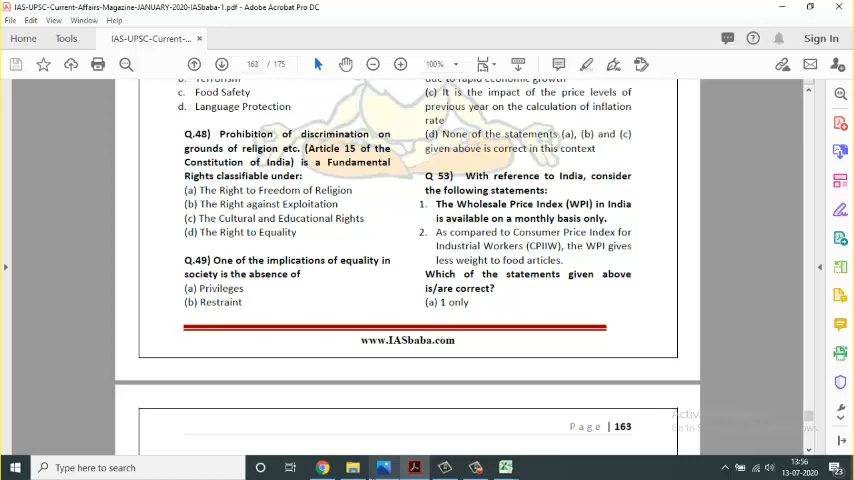 IAS-UPSC-Current-Affairs-Magazine-JANUARY-2020-IASbaba-1.pdf - Adobe Acrobat Pro DC
File Edit View Window Help
Home Tools IAS-UPSC-Current-... ×
Sign In
163 / 175 100%
b. Terrorism
c. Food Safety
d. Language Protection
Q.48) Prohibition of discrimination on
grounds of religion etc. (Article 15 of the
Constitution of India) is a Fundamental
Rights classifiable under:
(a) The Right to Freedom of Religion
(b) The Right against Exploitation
(c) The Cultural and Educational Rights
(d) The Right to Equality
Q.49) One of the implications of equality in
society is the absence of
(a) Privileges
(b) Restraint
due to rapid economic growth
(c) It is the impact of the price levels of
previous year on the calculation of inflation
rate
(d) None of the statements (a), (b) and (c)
given above is correct in this context
Q 53) With reference to India, consider
the following statements:
1. The Wholesale Price Index (WPI) in India
is available on a monthly basis only.
2. As compared to Consumer Price Index for
Industrial Workers (CPIIW), the WPI gives
less weight to food articles.
Which of the statements given above
is/are correct?
(a) 1 only
www.IASbaba.com
Page | 163
Type here to search
13:56
13-07-2020
23